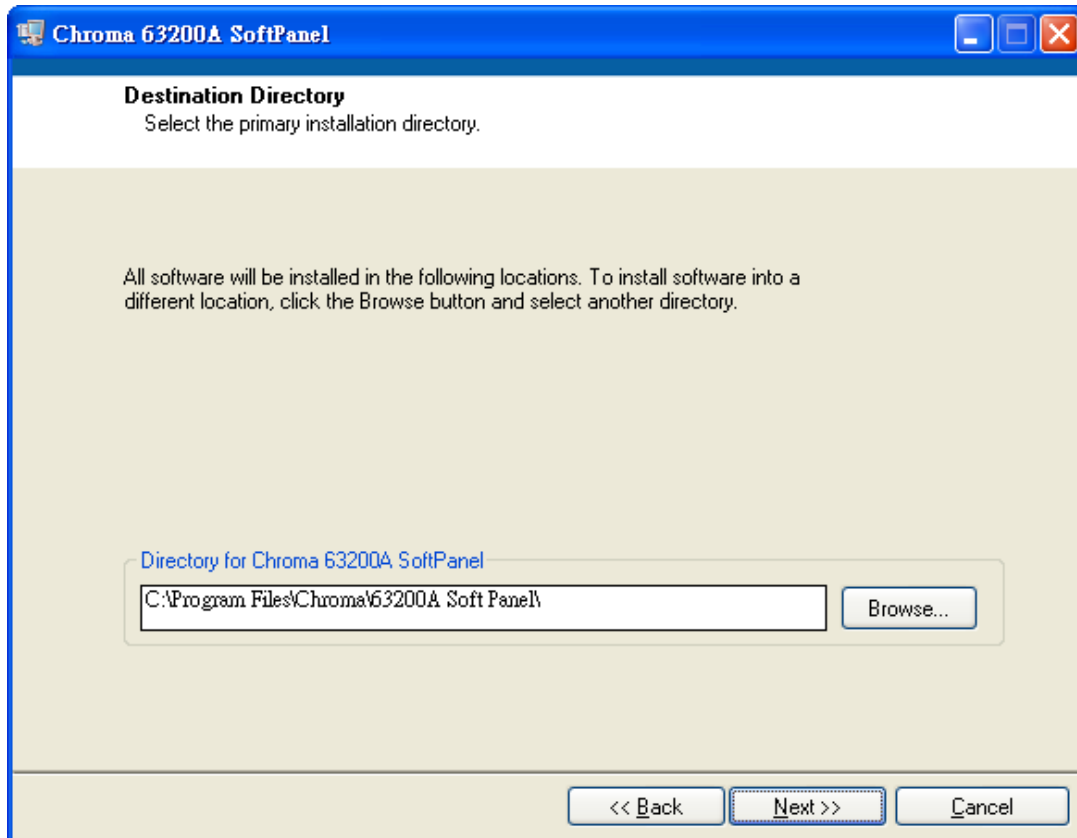 Chroma 63200A SoftPanel
Destination Directory
Select the primary installation directory.
All software will be installed in the following locations. To install software into a
different location, click the Browse button and select another directory.
Directory for Chroma 63200A SoftPanel
C:\Program Files\Chroma\63200A Soft Panel\
Browse...
<< Back
Next >>
Cancel